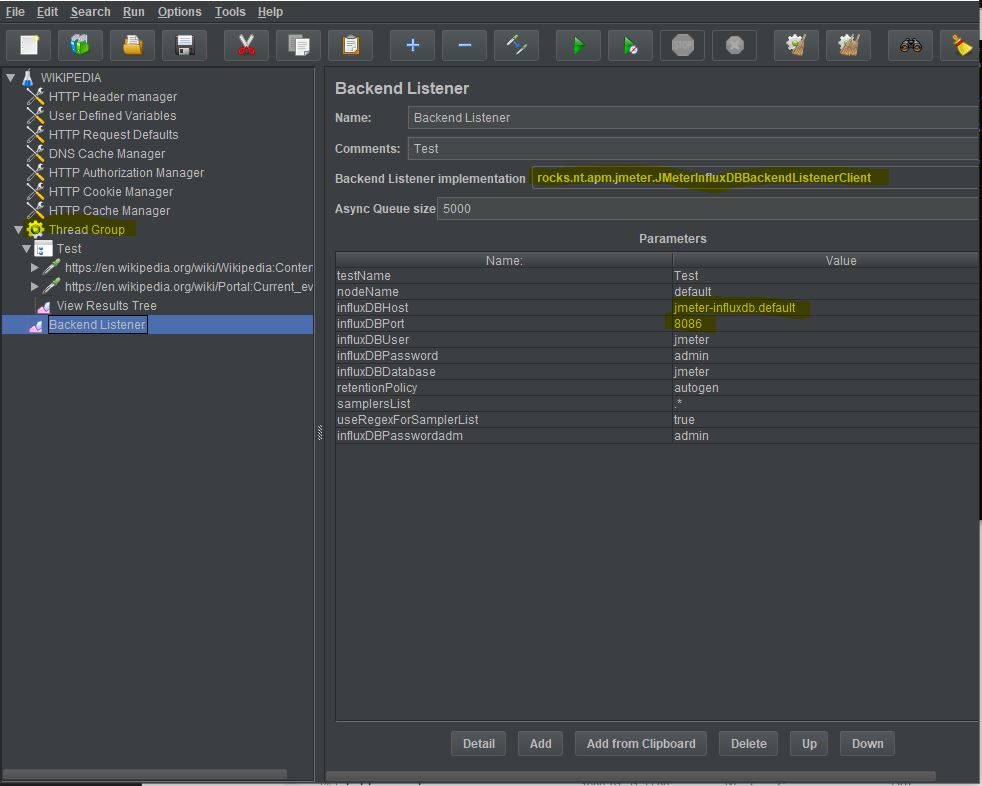 File Edit Search Run Options Tools Help
STOP
WIKIPEDIA
HTTP Header manager
User Defined Variables
HTTP Request Defaults
DNS Cache Manager
HTTP Authorization Manager
HTTP Cookie Manager
HTTP Cache Manager
Thread Group
Test
https://en.wikipedia.org/wiki/Wikipedia:Conten
https://en.wikipedia.org/wiki/Portal:Current_ev
View Results Tree
Backend Listener
Backend Listener
Name: Backend Listener
Comments: Test
Backend Listener implementation rocks.nt.apm.jmeter.JMeterInfluxDBBackendListenerClient
Async Queue size 5000
Parameters
Name: Value
testName Test
nodeName default
influxDBHost jmeter-influxdb.default
influxDBPort 8086
influxDBUser jmeter
influxDBPassword admin
influxDBDatabase jmeter
retentionPolicy autogen
samplersList .*
useRegexForSamplerList true
influxDBPasswordadm admin
Detail Add Add from Clipboard Delete Up Down